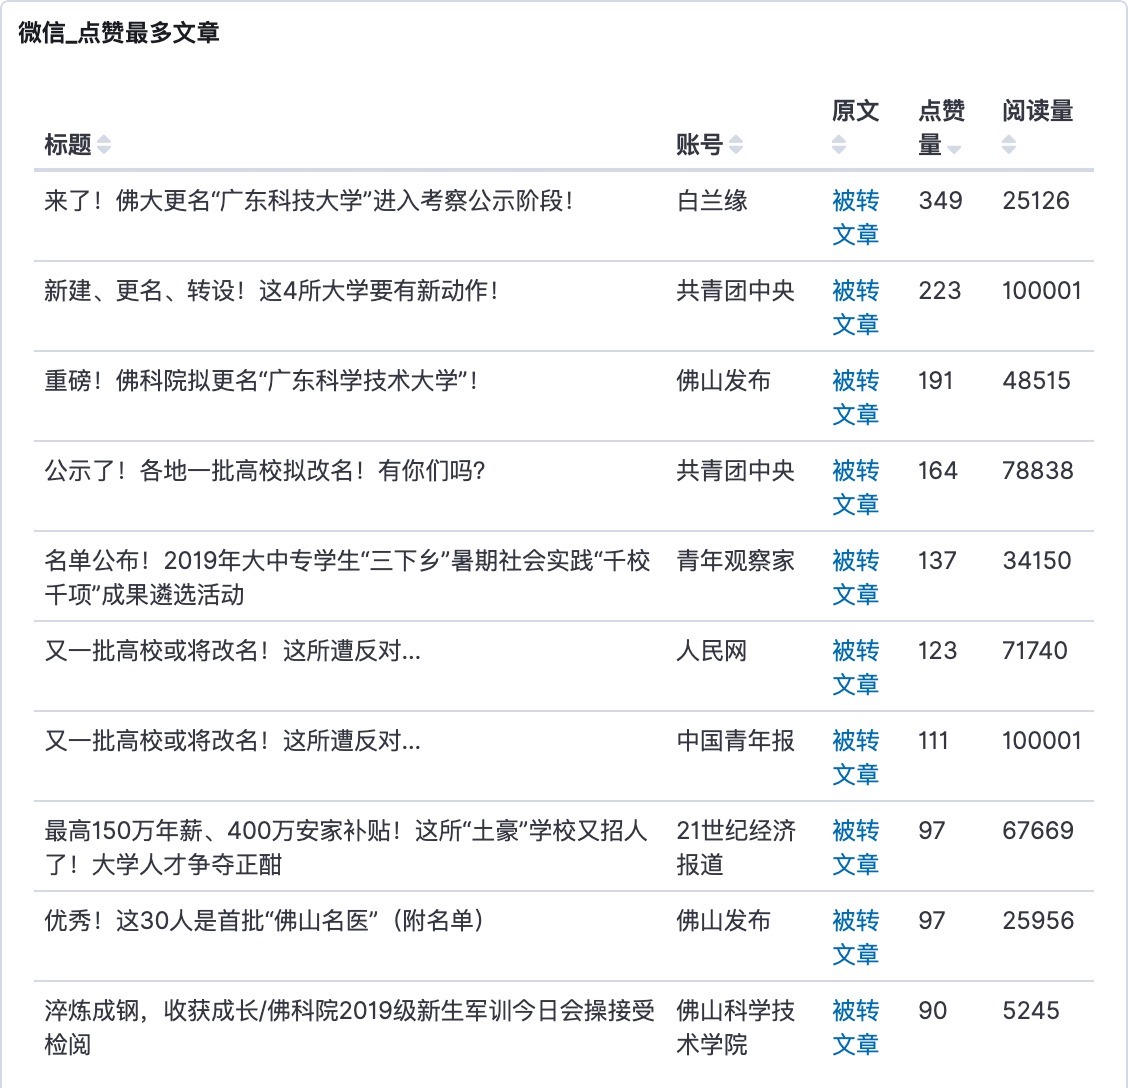 微信_点赞最多文章
原文 点赞 阅读量
标题 账号 量
来了！佛大更名“广东科技大学”进入考察公示阶段！ 白兰缘 被转 349 25126
文章
新建、更名、转设！这4所大学要有新动作！ 共青团中央 被转 223 100001
文章
重磅！佛科院拟更名“广东科学技术大学”！ 佛山发布 被转 191 48515
文章
公示了！各地一批高校拟改名！有你们吗？ 共青团中央 被转 164 78838
文章
名单公布！2019年大中专学生“三下乡”暑期社会实践“千校 青年观察家 被转 137 34150
千项”成果遴选活动 文章
又一批高校或将改名！这所遭反对... 人民网 被转 123 71740
文章
又一批高校或将改名！这所遭反对... 中国青年报 被转 111 100001
文章
最高150万年薪、400万安家补贴！这所“土豪”学校又招人 21世纪经济 被转 97 67669
了！大学人才争夺正酣 报道 文章
优秀！这30人是首批“佛山名医”（附名单） 佛山发布 被转 97 25956
文章
淬炼成钢，收获成长/佛科院2019级新生军训今日会操接受 佛山科学技 被转 90 5245
检阅 术学院 文章